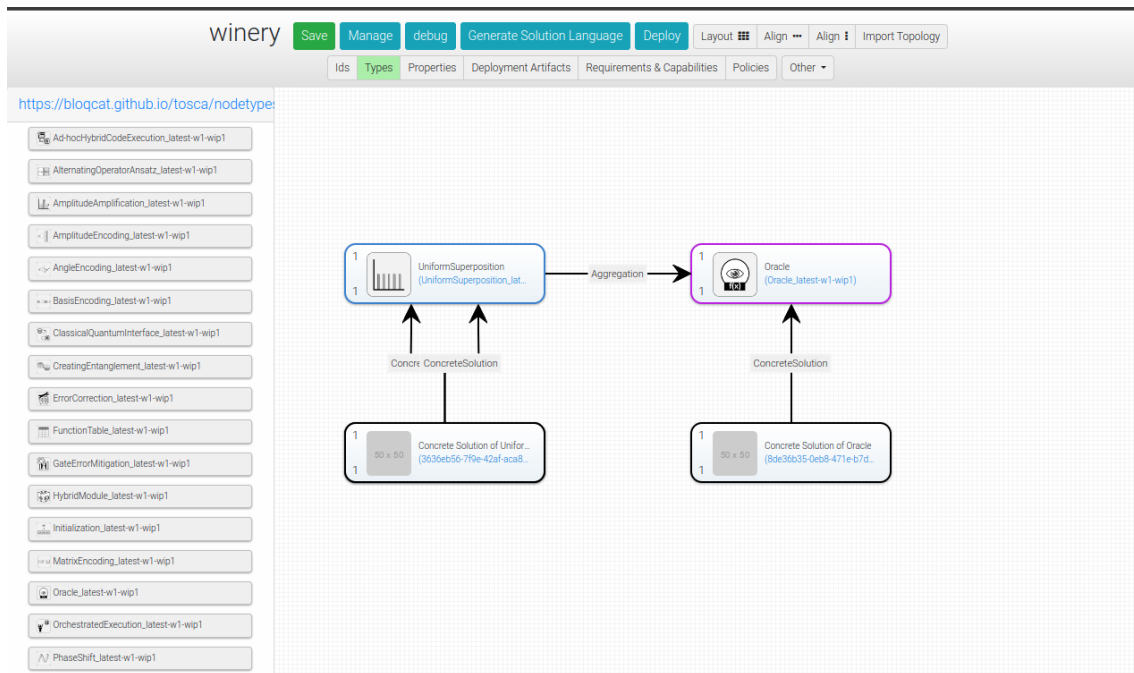 winery Save Manage debug Generate Solution Language Deploy Layout Align Align Import Topology
Ids Types Properties Deployment Artifacts Requirements & Capabilities Policies Other
https://bloqcat.github.io/tosca/nodetypes
Ad-hocHybridCodeExecution_latest-w1-wip1
AlternatingOperatorAnsatz_latest-w1-wip1
AmplitudeAmplification_latest-w1-wip1
AmplitudeEncoding_latest-w1-wip1
AngleEncoding_latest-w1-wip1
BasisEncoding_latest-w1-wip1
ClassicalQuantumInterface_latest-w1-wip1
CreatingEntanglement_latest-w1-wip1
ErrorCorrection_latest-w1-wip1
FunctionTable_latest-w1-wip1
GateErrorMitigation_latest-w1-wip1
HybridModule_latest-w1-wip1
Initialization_latest-w1-wip1
MatrixEncoding_latest-w1-wip1
Oracle_latest-w1-wip1
OrchestratedExecution_latest-w1-wip1
PhaseShift_latest-w1-wip1
1
UniformSuperposition
(UniformSuperposition_lat...
1
Aggregation
1
Oracle
(Oracle_latest-w1-wip1)
f(x)
1
Concre ConcreteSolution
ConcreteSolution
1
50 x 50
Concrete Solution of Unifor...
(3636eb56-7f9e-42af-aca8...
1
1
50 x 50
Concrete Solution of Oracle
(8de36b35-0eb8-471e-b7d...
1